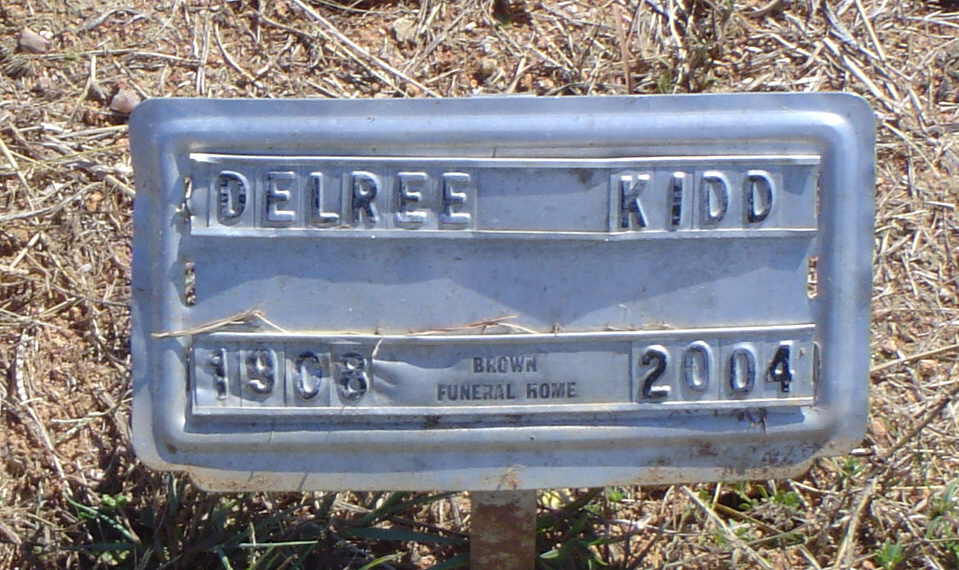 DELREE KIDD
1908 BROWN FUNERAL HOME 2004